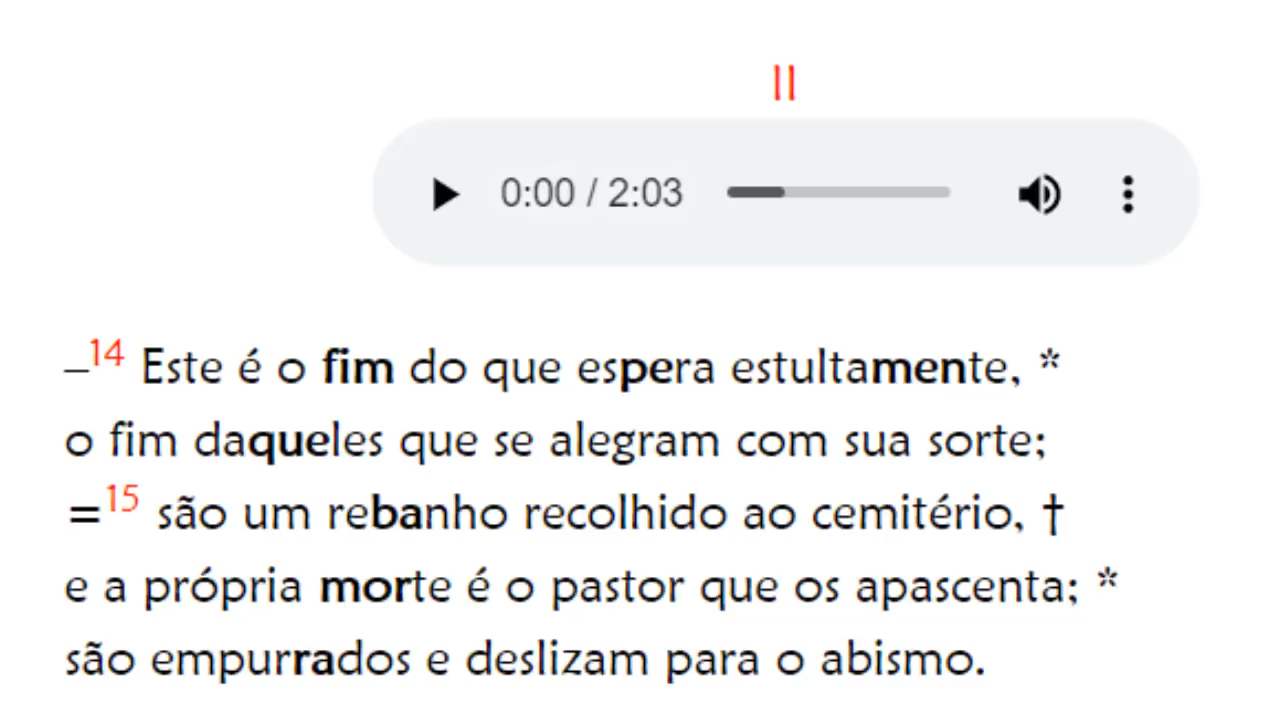 II
0:00 / 2:03
–14 Este é o fim do que espera estultamente, *
o fim daqueles que se alegram com sua sorte;
=15 são um rebanho recolhido ao cemitério, †
e a própria morte é o pastor que os apascenta; *
são empurrados e deslizam para o abismo.